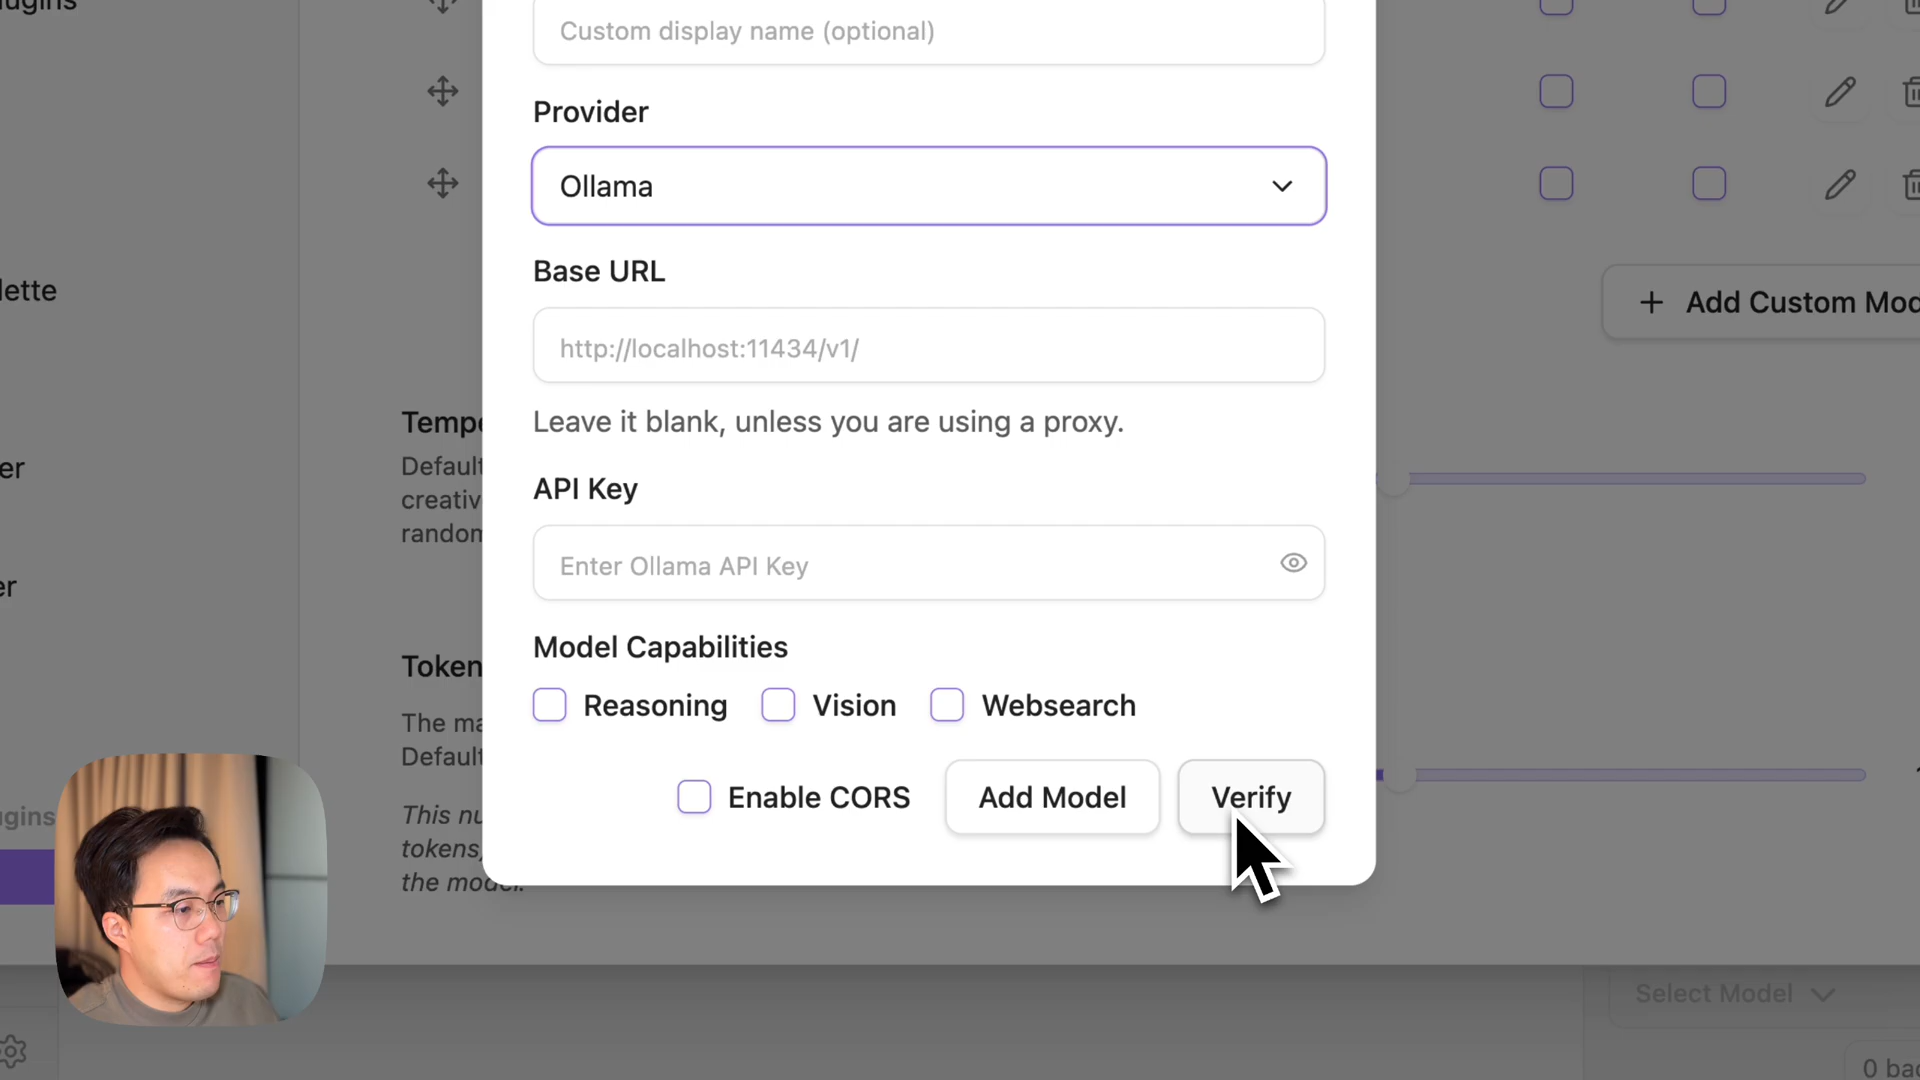 Custom display name (optional)
Provider
Ollama
Base URL
http://localhost:11434/v1/
Leave it blank, unless you are using a proxy.
API Key
Enter Ollama API Key
Model Capabilities
Reasoning
Vision
Websearch
Enable CORS
Add Model
Verify
lette
er
er
ugins
+ Add Custom Mod
Tempe
Default
creativ
random
Token
The ma
Default
This nu
tokens,
the model.
Select Model
0 bac